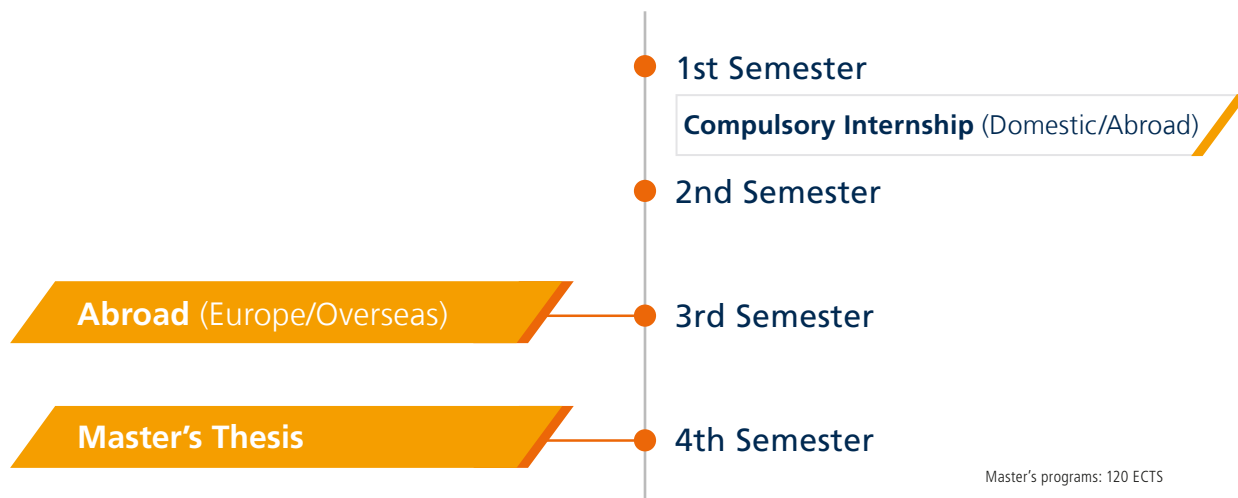 1st Semester
Compulsory Internship (Domestic/Abroad)
2nd Semester
Abroad (Europe/Overseas)
3rd Semester
Master’s Thesis
4th Semester
Master’s programs: 120 ECTS